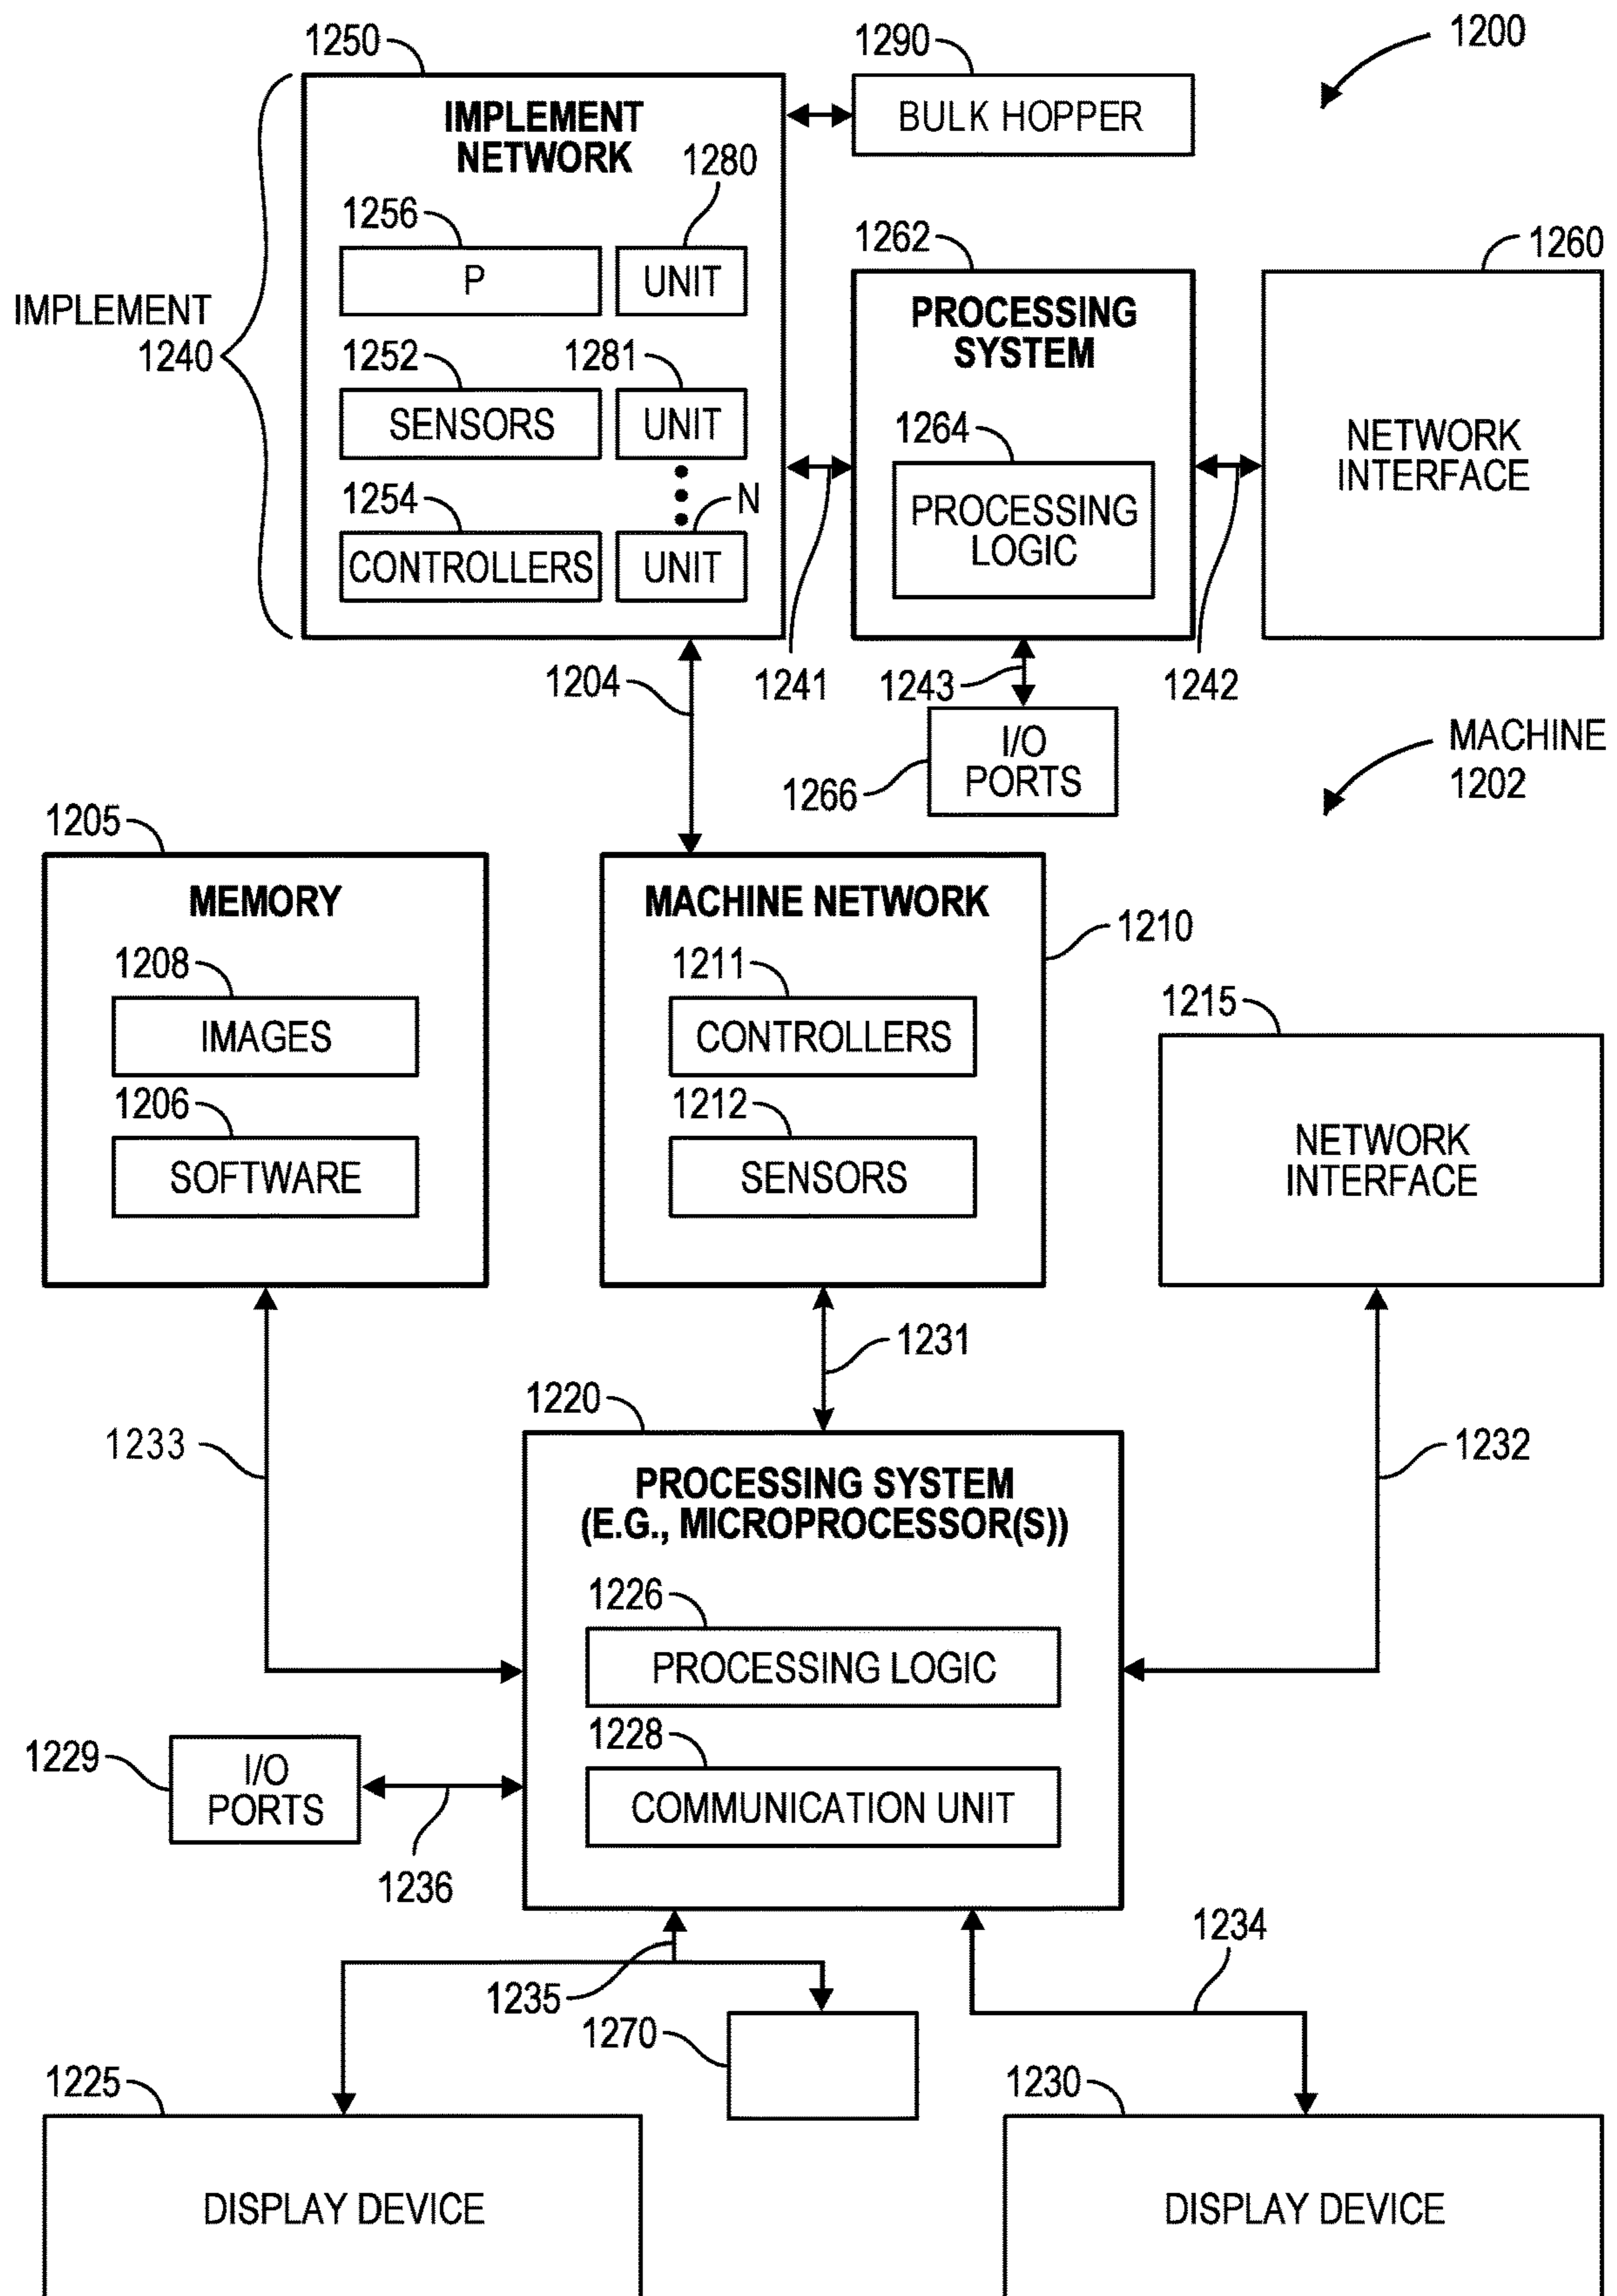 1250
1290
1200
IMPLEMENT
NETWORK
BULK HOPPER
1280
1256
P
UNIT
1262
1260
IMPLEMENT
1240
PROCESSING
SYSTEM
1252
1281
SENSORS
UNIT
1264
NETWORK
INTERFACE
1254
N
PROCESSING
LOGIC
CONTROLLERS
UNIT
1204
1241
1243
1242
I/O
PORTS
1266
MACHINE
1202
1205
MEMORY
MACHINE NETWORK
1210
1208
1211
1215
IMAGES
CONTROLLERS
1206
1212
NETWORK
INTERFACE
SOFTWARE
SENSORS
1231
1220
1233
1232
PROCESSING SYSTEM
(E.G., MICROPROCESSOR(S))
1226
PROCESSING LOGIC
1228
1229
I/O
PORTS
COMMUNICATION UNIT
1236
1234
1235
1270
1225
1230
DISPLAY DEVICE
DISPLAY DEVICE